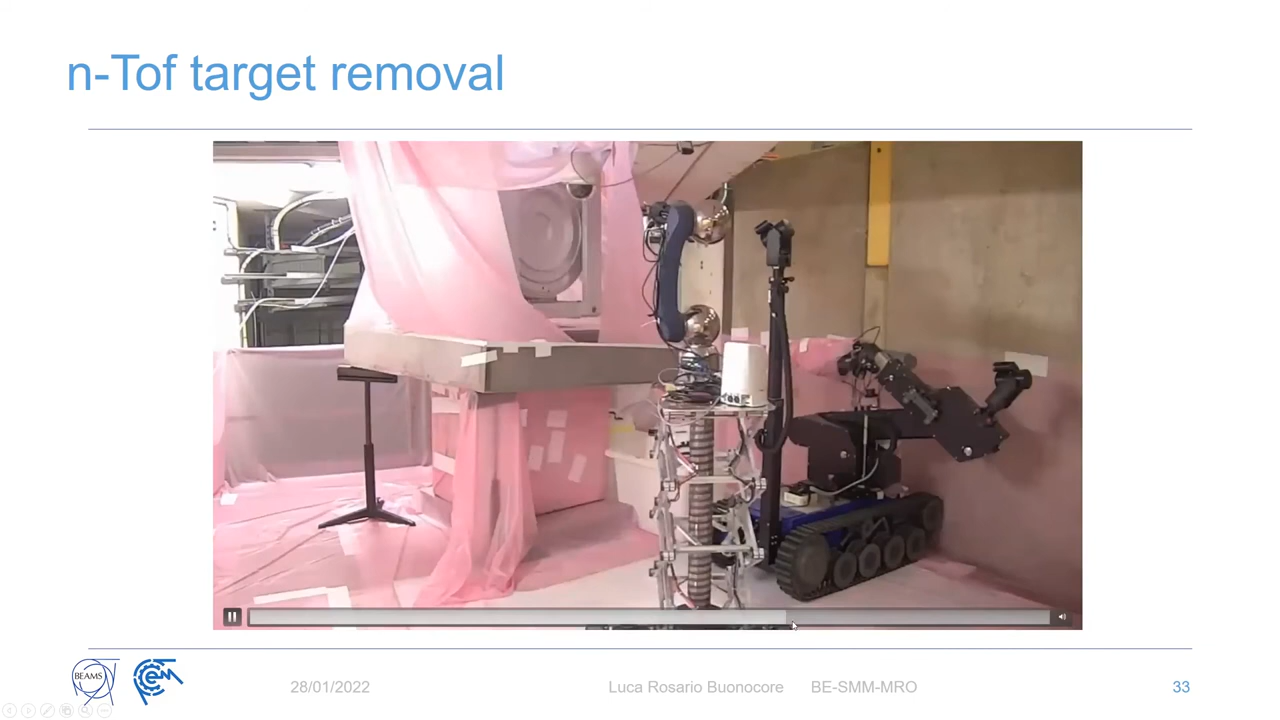 n-Tof target removal
BEAMS
28/01/2022
Luca Rosario Buonocore BE-SMM-MRO
33